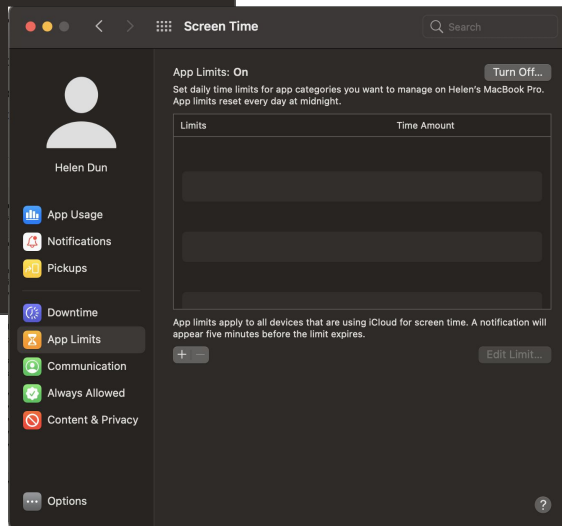 Screen Time
Search
Helen Dun
App Usage
Notifications
Pickups
Downtime
App Limits
Communication
Always Allowed
Content & Privacy
Options
App Limits: On
Turn Off...
Set daily time limits for app categories you want to manage on Helen's MacBook Pro.
App limits reset every day at midnight.
Limits
Time Amount
App limits apply to all devices that are using iCloud for screen time. A notification will
appear five minutes before the limit expires.
+ −
Edit Limit...
?